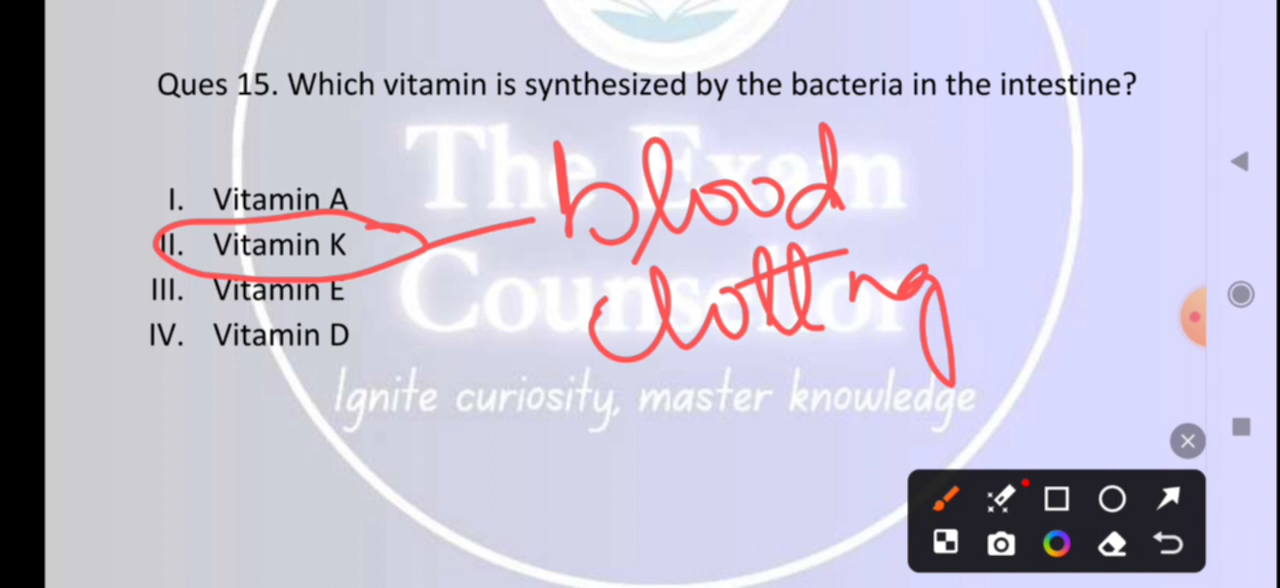 Ques 15. Which vitamin is synthesized by the bacteria in the intestine?
I. Vitamin A
II. Vitamin K
III. Vitamin E
IV. Vitamin D
blood
clotting
The Exam
Counsellor
Ignite curiosity, master knowledge